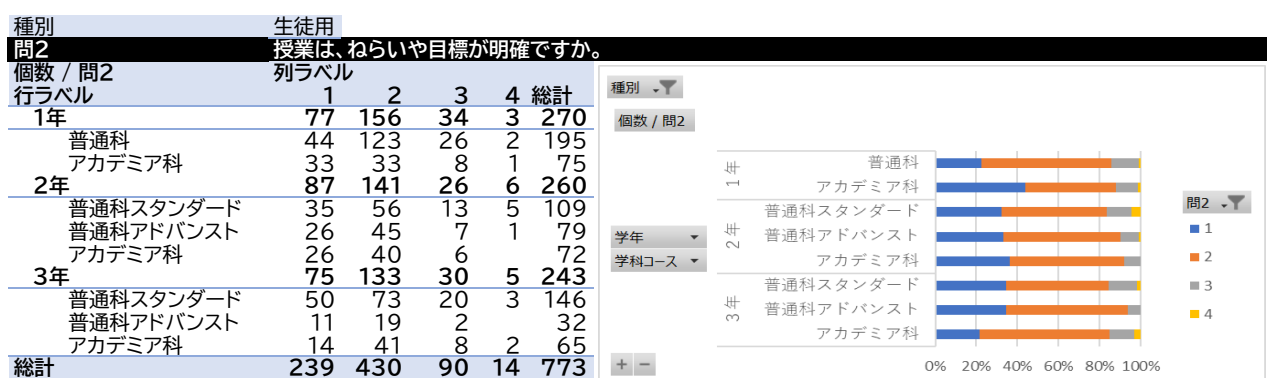 種別 生徒用
問2 授業は、ねらいや目標が明確ですか。
個数 / 問2 列ラベル
行ラベル 1 2 3 4 総計
1年 77 156 34 3 270
普通科 44 123 26 2 195
アカデミア科 33 33 8 1 75
2年 87 141 26 6 260
普通科スタンダード 35 56 13 5 109
普通科アドバンスト 26 45 7 1 79
アカデミア科 26 40 6 72
3年 75 133 30 5 243
普通科スタンダード 50 73 20 3 146
普通科アドバンスト 11 19 2 32
アカデミア科 14 41 8 2 65
総計 239 430 90 14 773
種別
個数 / 問2
学年
学科コース
1年
普通科
アカデミア科
2年
普通科スタンダード
普通科アドバンスト
アカデミア科
3年
普通科スタンダード
普通科アドバンスト
アカデミア科
0% 20% 40% 60% 80% 100%
問2
1
2
3
4
+ −